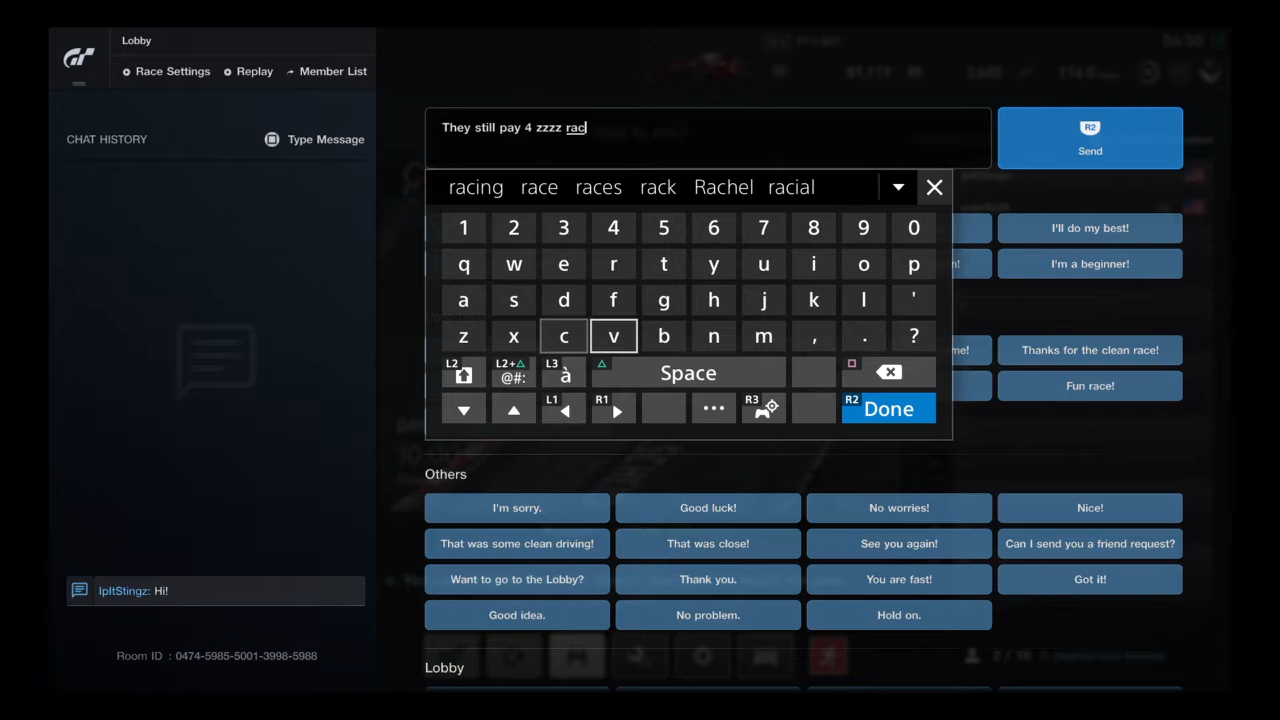 Lobby
Race Settings Replay Member List
CHAT HISTORY Type Message
They still pay 4 zzzz rac
R2
Send
racing race races rack Rachel racial
1 2 3 4 5 6 7 8 9 0
q w e r t y u i o p
a s d f g h j k l '
z x c v b n m , . ?
L2 L2+△ @#: L3 à △ Space □
L1 R1 ... R3 R2 Done
I'll do my best!
I'm a beginner!
Thanks for the clean race!
Fun race!
Others
I'm sorry. Good luck! No worries! Nice!
That was some clean driving! That was close! See you again! Can I send you a friend request?
Want to go to the Lobby? Thank you. You are fast! Got it!
Good idea. No problem. Hold on.
IpItStingz: Hi!
Room ID : 0474-5985-5001-3998-5988
Lobby